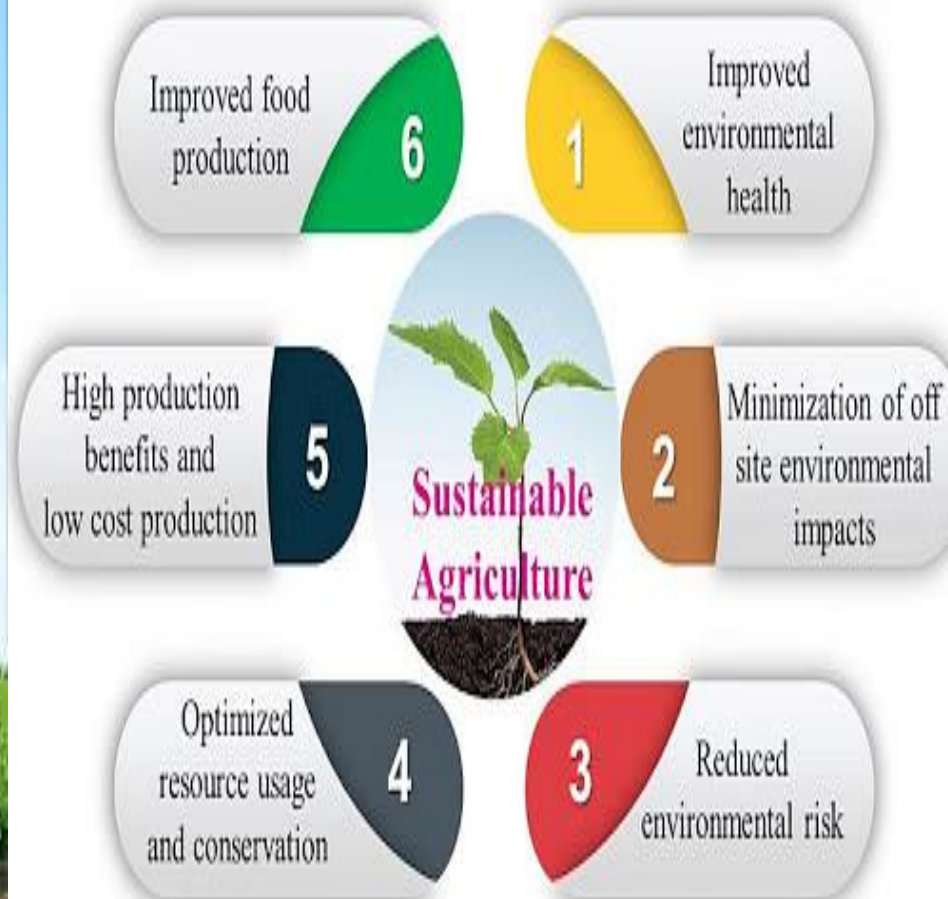 Sustainable
Agriculture
1
Improved
environmental
health
2
Minimization of off
site environmental
impacts
3
Reduced
environmental risk
4
Optimized
resource usage
and conservation
5
High production
benefits and
low cost production
6
Improved food
production